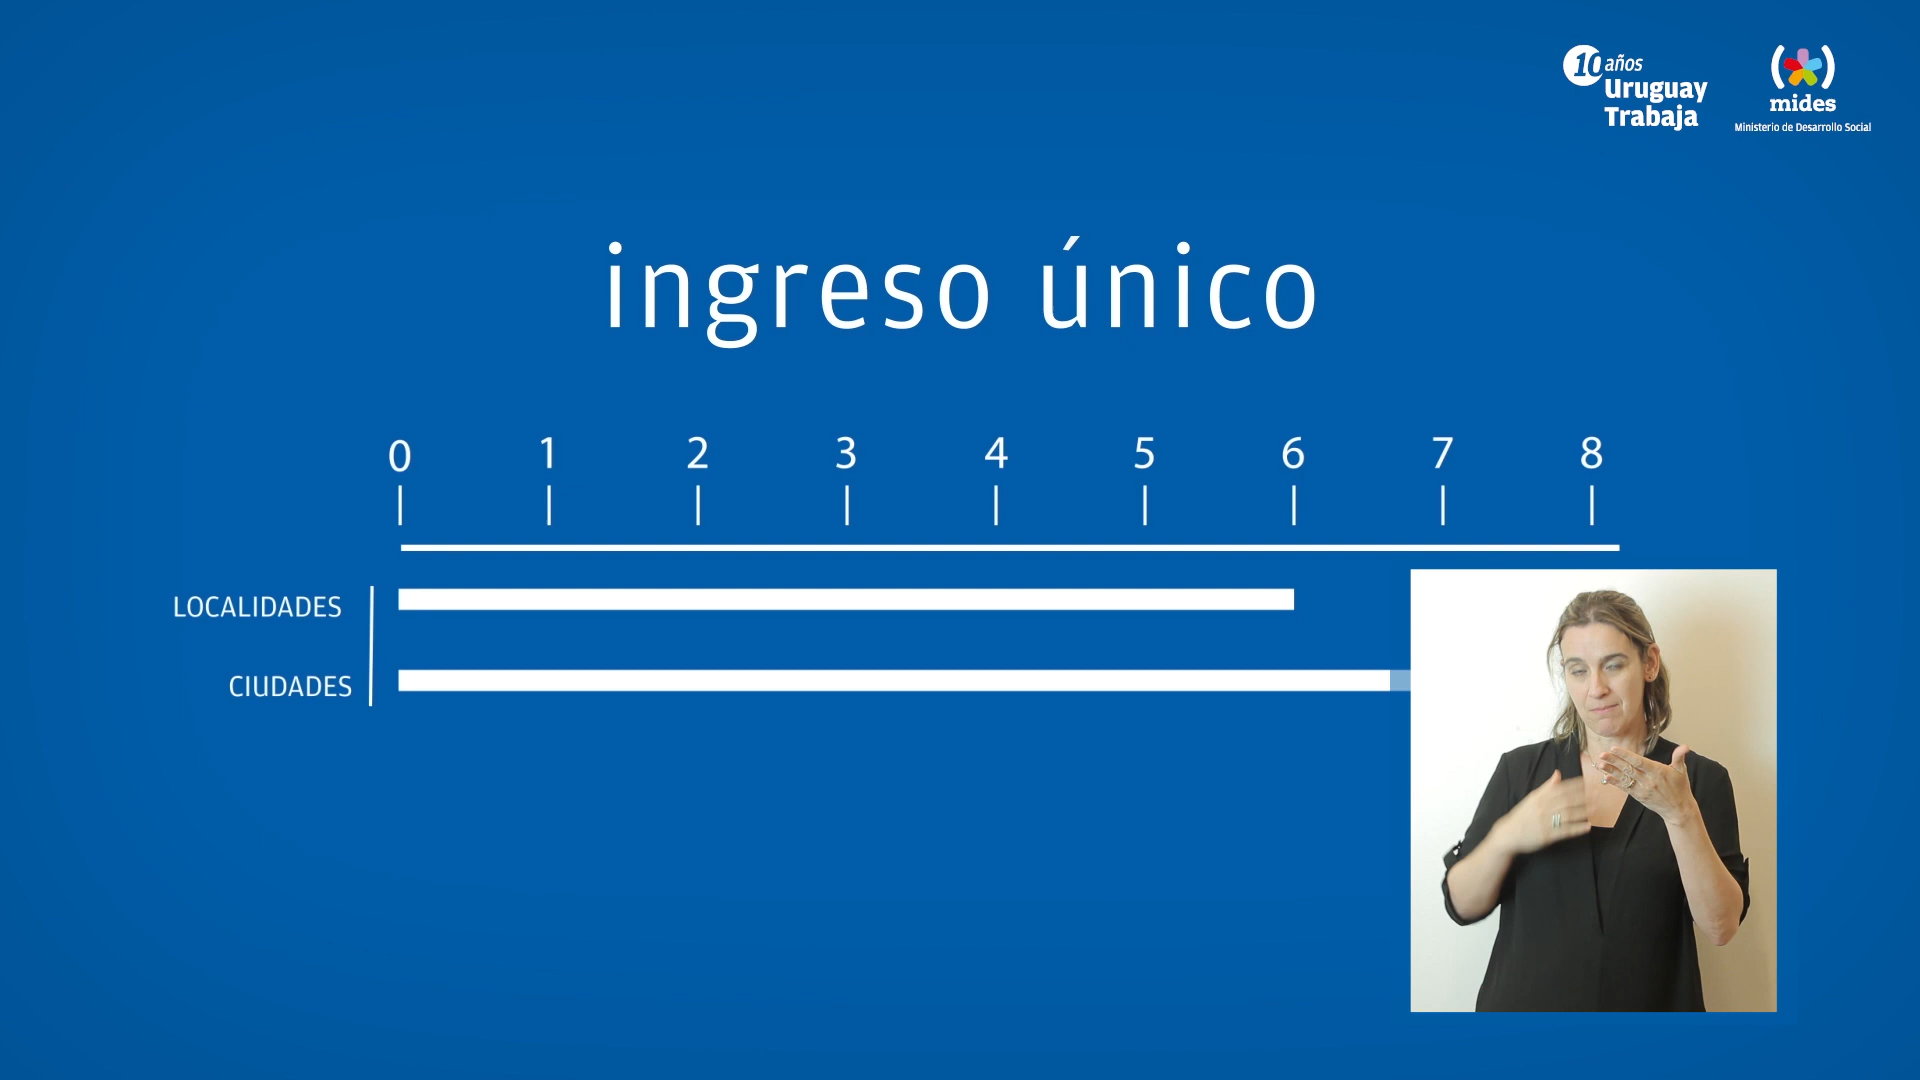 10 años
Uruguay
Trabaja
mides
Ministerio de Desarrollo Social
ingreso único
0 1 2 3 4 5 6 7 8
LOCALIDADES
CIUDADES